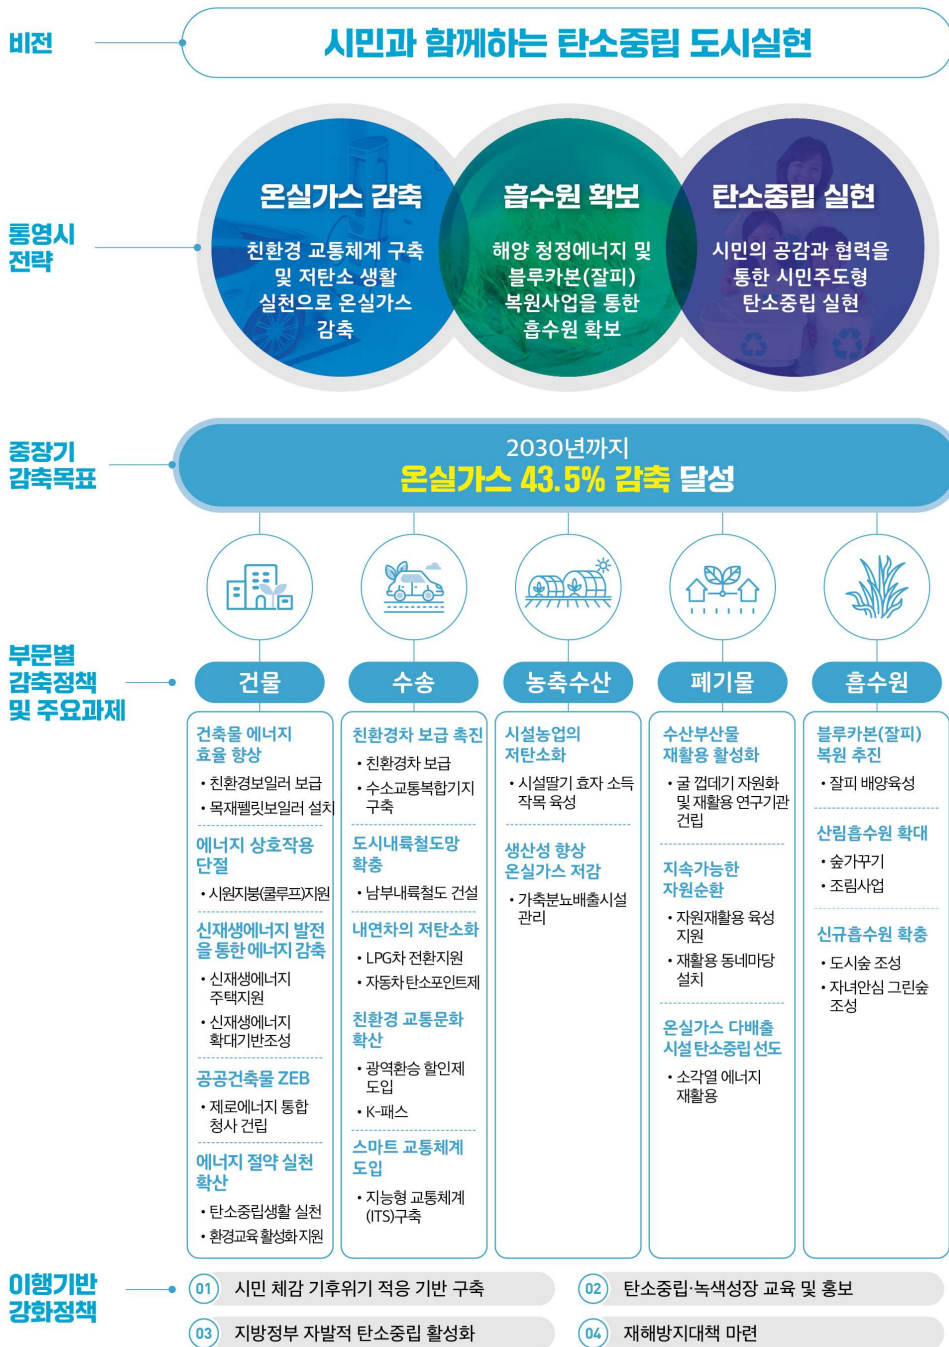 비전
시민과 함께하는 탄소중립 도시실현
통영시
전략
온실가스 감축
친환경 교통체계 구축
및 저탄소 생활
실천으로 온실가스
감축
흡수원 확보
해양 청정에너지 및
블루카본(잘피)
복원사업을 통한
흡수원 확보
탄소중립 실현
시민의 공감과 협력을
통한 시민주도형
탄소중립 실현
중장기
감축목표
2030년까지
온실가스 43.5% 감축 달성
부문별
감축정책
및 주요과제
건물
건축물 에너지
효율 향상
• 친환경보일러 보급
• 목재펠릿보일러 설치
에너지 상호작용
단절
• 시원지붕(쿨루프)지원
신재생에너지 발전
을 통한 에너지 감축
• 신재생에너지
주택지원
• 신재생에너지
확대기반조성
공공건축물 ZEB
• 제로에너지 통합
청사 건립
에너지 절약 실천
확산
• 탄소중립생활 실천
• 환경교육 활성화 지원
수송
친환경차 보급 촉진
• 친환경차 보급
• 수소교통복합기지
구축
도시내륙철도망
확충
• 남부내륙철도 건설
내연차의 저탄소화
• LPG차 전환지원
• 자동차 탄소포인트제
친환경 교통문화
확산
• 광역환승 할인제
도입
• K-패스
스마트 교통체계
도입
• 지능형 교통체계
(ITS)구축
농축수산
시설농업의
저탄소화
• 시설딸기 효자 소득
작목 육성
생산성 향상
온실가스 저감
• 가축분뇨배출시설
관리
폐기물
수산부산물
재활용 활성화
• 굴 껍데기 자원화
및 재활용 연구기관
건립
지속가능한
자원순환
• 자원재활용 육성
지원
• 재활용 동네마당
설치
온실가스 다배출
시설 탄소중립 선도
• 소각열 에너지
재활용
흡수원
블루카본(잘피)
복원 추진
• 잘피 배양육성
산림흡수원 확대
• 숲가꾸기
• 조림사업
신규흡수원 확충
• 도시숲 조성
• 자녀안심 그린숲
조성
이행기반
강화정책
01 시민 체감 기후위기 적응 기반 구축
02 탄소중립·녹색성장 교육 및 홍보
03 지방정부 자발적 탄소중립 활성화
04 재해방지대책 마련